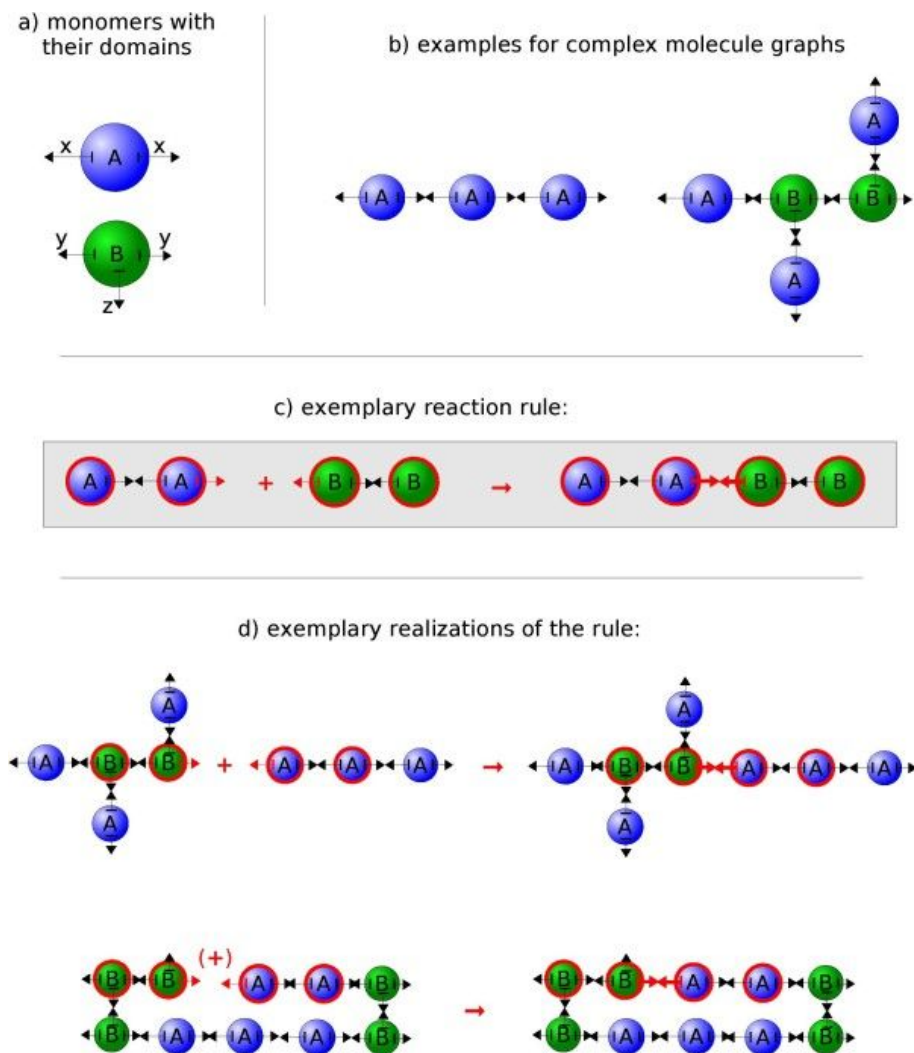 a) monomers with
their domains
b) examples for complex molecule graphs
x A x
y B y
z
A A A
A B B
A
A
c) exemplary reaction rule:
A A + B B → A A B B
d) exemplary realizations of the rule:
A
A B B + A A A → A B B A A A
A
A
A
B B (+) A A B → B B A A B
B A A A B
B A A A B